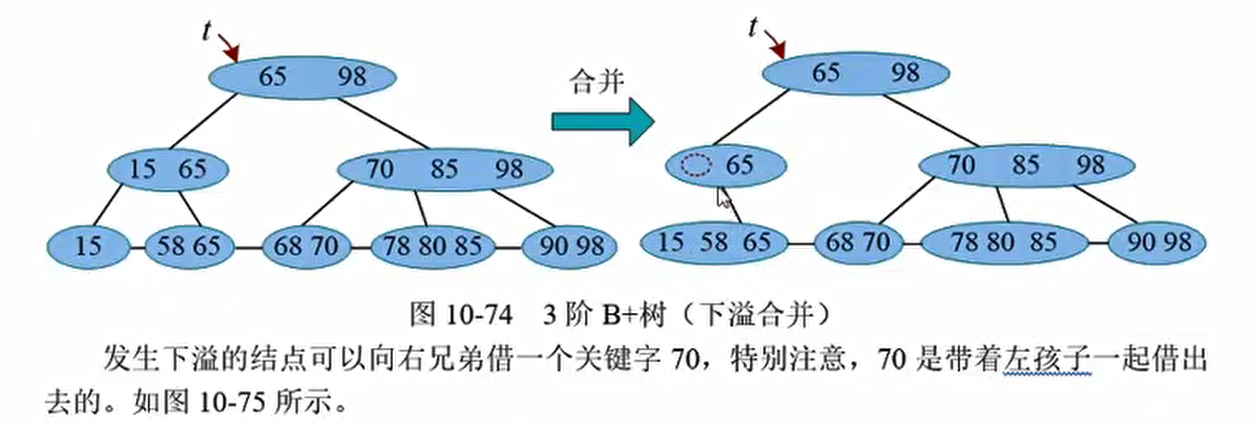 t
t
65 98
合并
65 98
15 65
70 85 98
65
70 85 98
15
58 65
68 70
78 80 85
90 98
15 58 65
68 70
78 80 85
90 98
图 10-74 3 阶 B+树（下溢合并）
发生下溢的结点可以向右兄弟借一个关键字 70，特别注意，70 是带着左孩子一起借出
去的。如图 10-75 所示。